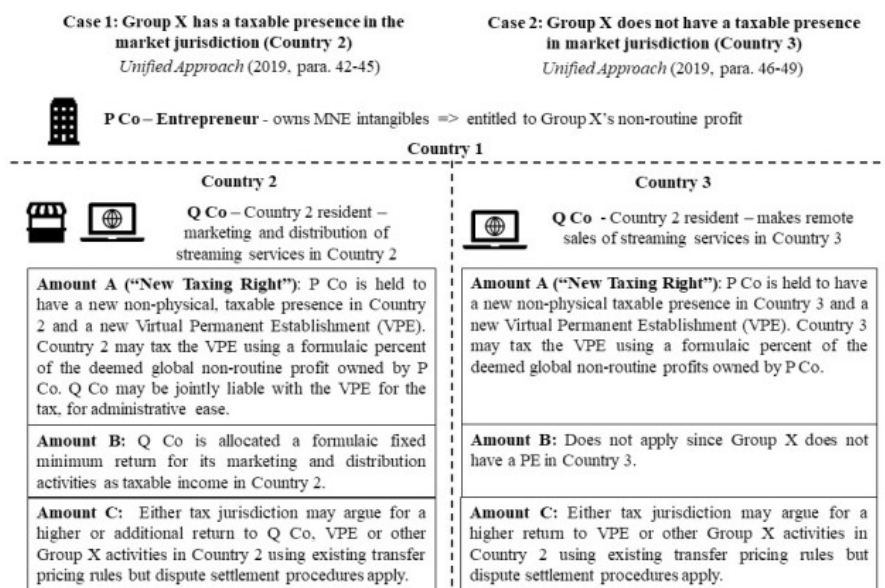 Case 1: Group X has a taxable presence in the
market jurisdiction (Country 2)
Unified Approach (2019, para. 42-45)
Case 2: Group X does not have a taxable presence
in market jurisdiction (Country 3)
Unified Approach (2019, para. 46-49)
P Co – Entrepreneur - owns MNE intangibles => entitled to Group X's non-routine profit
Country 1
Country 2
Q Co – Country 2 resident –
marketing and distribution of
streaming services in Country 2
Amount A ("New Taxing Right"): P Co is held to
have a new non-physical, taxable presence in Country
2 and a new Virtual Permanent Establishment (VPE).
Country 2 may tax the VPE using a formulaic percent
of the deemed global non-routine profit owned by P
Co. Q Co may be jointly liable with the VPE for the
tax, for administrative ease.
Amount B: Q Co is allocated a formulaic fixed
minimum return for its marketing and distribution
activities as taxable income in Country 2.
Amount C: Either tax jurisdiction may argue for a
higher or additional return to Q Co, VPE or other
Group X activities in Country 2 using existing transfer
pricing rules but dispute settlement procedures apply.
Country 3
Q Co - Country 2 resident – makes remote
sales of streaming services in Country 3
Amount A ("New Taxing Right"): P Co is held to have
a new non-physical taxable presence in Country 3 and a
new Virtual Permanent Establishment (VPE). Country 3
may tax the VPE using a formulaic percent of the
deemed global non-routine profits owned by P Co.
Amount B: Does not apply since Group X does not
have a PE in Country 3.
Amount C: Either tax jurisdiction may argue for a
higher return to VPE or other Group X activities in
Country 2 using existing transfer pricing rules but
dispute settlement procedures apply.